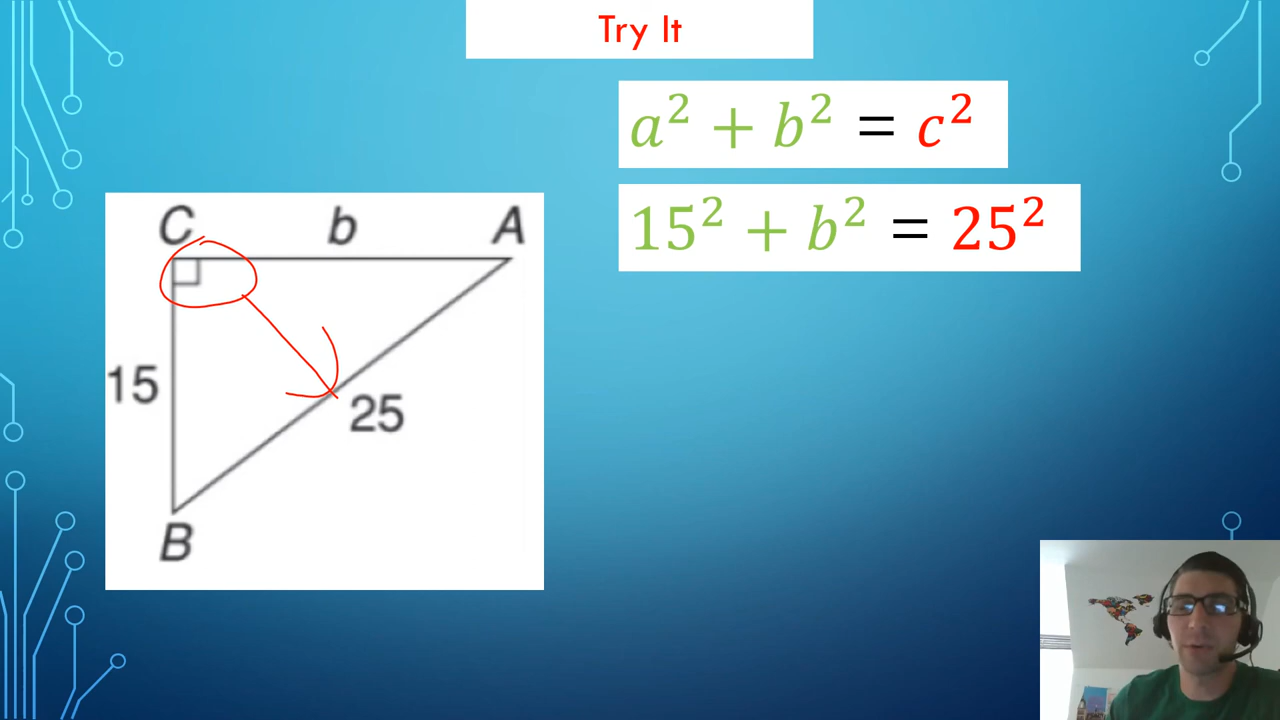 Try It
a² + b² = c²
15² + b² = 25²
C b A
15
25
B